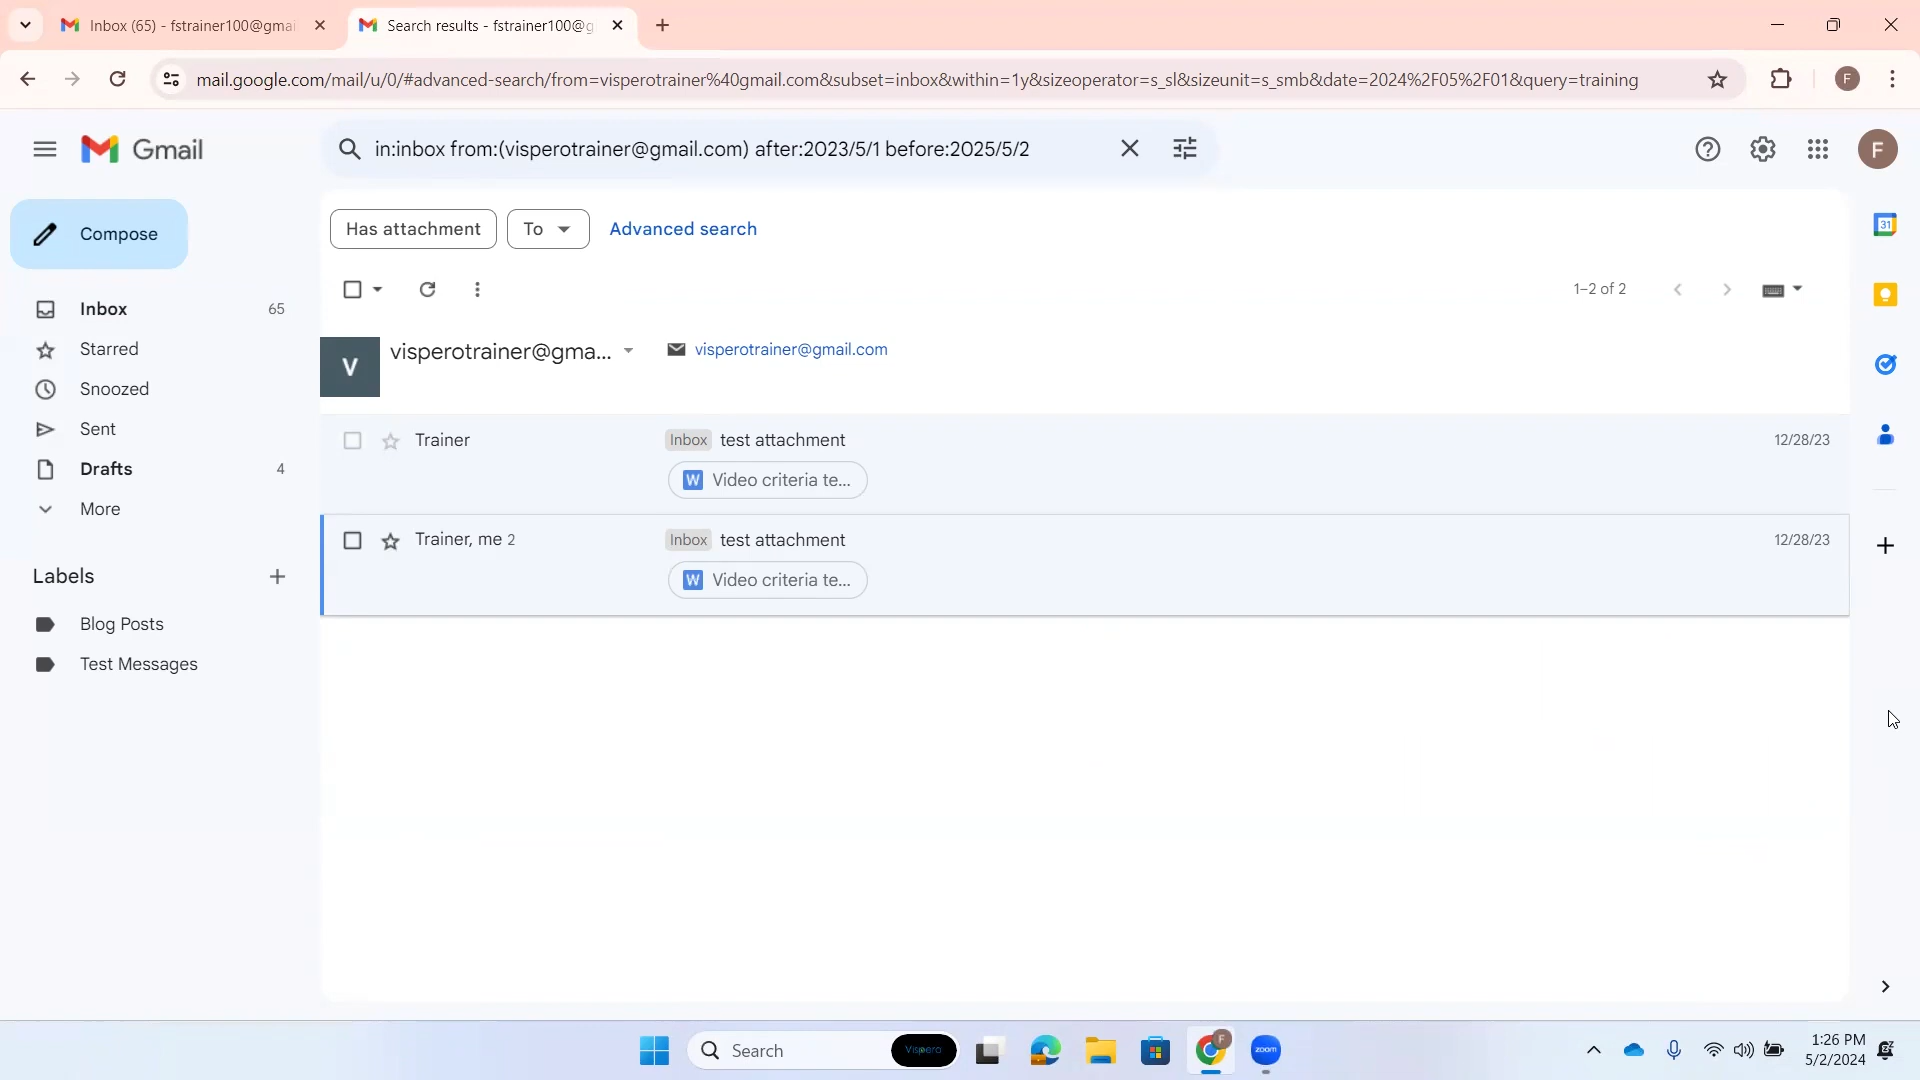 Inbox (65) - fstrainer100@gmai
Search results - fstrainer100@g
mail.google.com/mail/u/0/#advanced-search/from=visperotrainer%40gmail.com&subset=inbox&within=1y&sizeoperator=s_sl&sizeunit=s_smb&date=2024%2F05%2F01&query=training
F
Gmail
in:inbox from:(visperotrainer@gmail.com) after:2023/5/1 before:2025/5/2
F
Compose
Has attachment
To
Advanced search
31
1–2 of 2
Inbox 65
Starred
Snoozed
Sent
Drafts 4
More
V
visperotrainer@gma...
visperotrainer@gmail.com
Trainer Inbox test attachment 12/28/23
W Video criteria te...
Trainer, me 2 Inbox test attachment 12/28/23
W Video criteria te...
Labels
Blog Posts
Test Messages
Search
Vispero
F
zoom
1:26 PM
5/2/2024